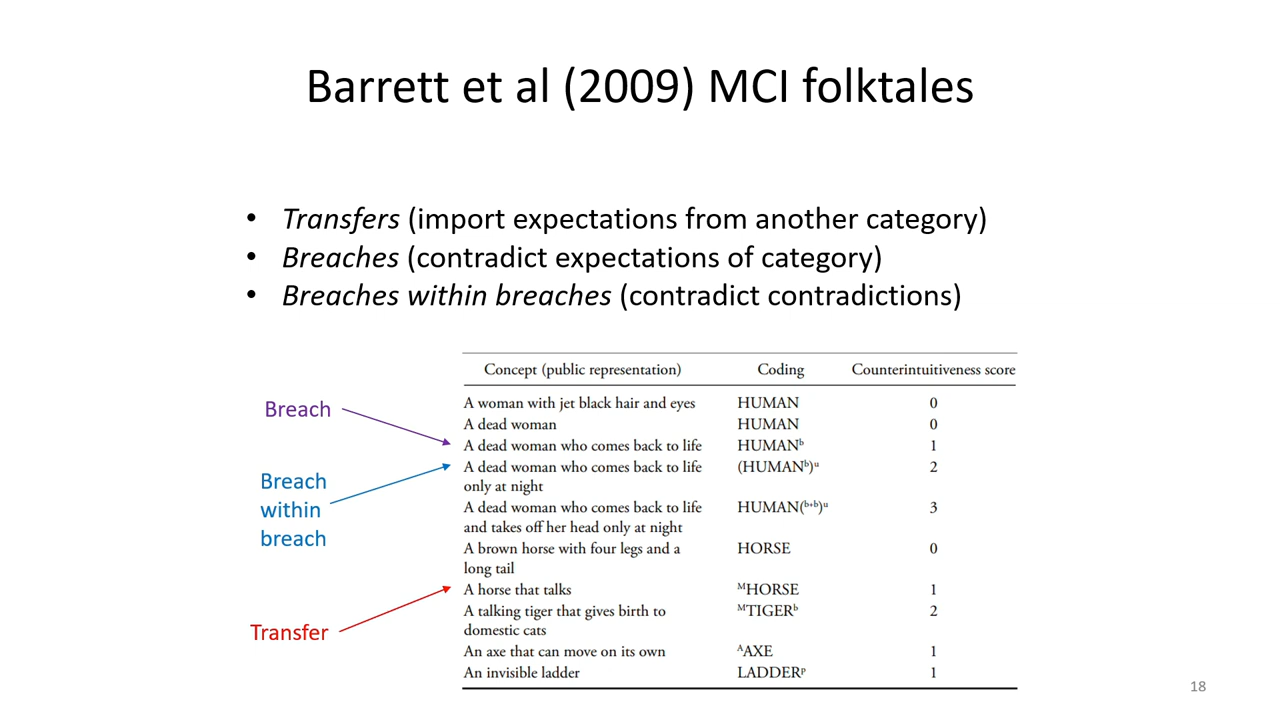 Barrett et al (2009) MCI folktales
• Transfers (import expectations from another category)
• Breaches (contradict expectations of category)
• Breaches within breaches (contradict contradictions)
Concept (public representation) Coding Counterintuitiveness score
A woman with jet black hair and eyes HUMAN 0
A dead woman HUMAN 0
A dead woman who comes back to life HUMANᵇ 1
A dead woman who comes back to life (HUMANᵇ)ᵘ 2
only at night
A dead woman who comes back to life HUMAN(ᵇ⁺ᵇ)ᵘ 3
and takes off her head only at night
A brown horse with four legs and a HORSE 0
long tail
A horse that talks ᴹHORSE 1
A talking tiger that gives birth to ᴹTIGERᵇ 2
domestic cats
An axe that can move on its own ᴬAXE 1
An invisible ladder LADDERᵖ 1
Breach
Breach
within
breach
Transfer
18